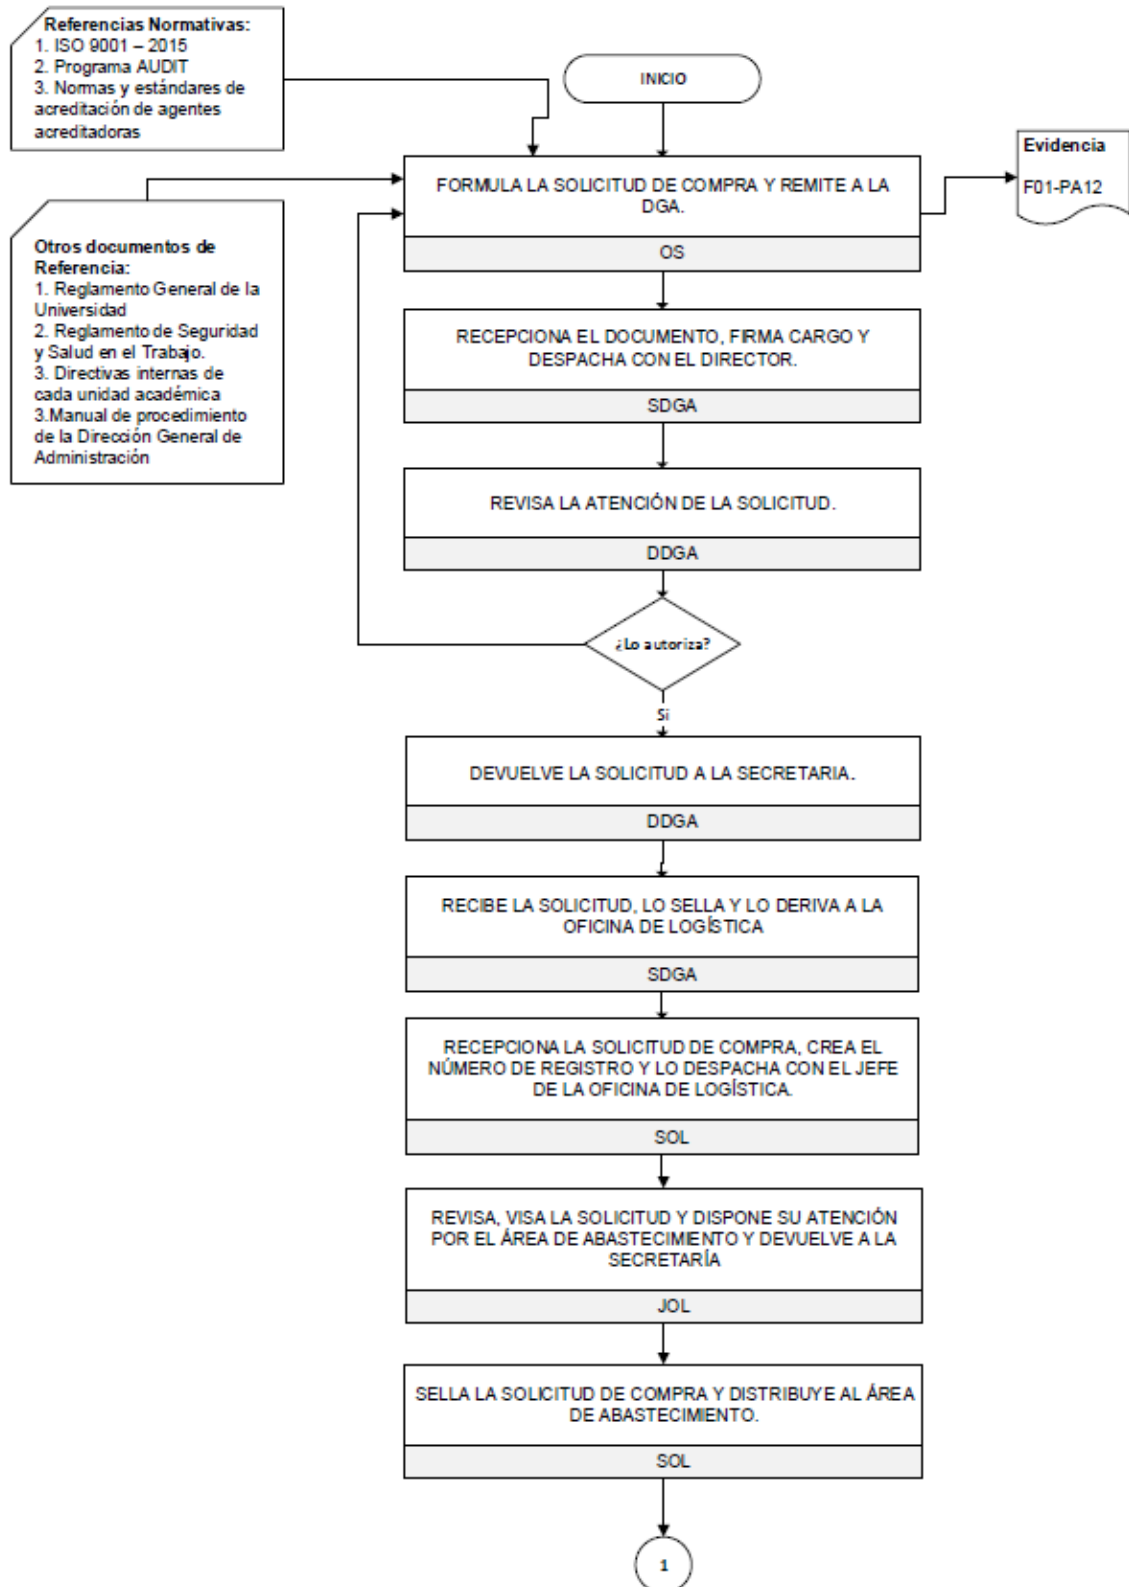 Referencias Normativas:
1. ISO 9001 – 2015
2. Programa AUDIT
3. Normas y estándares de
acreditación de agentes
acreditadoras
INICIO
Evidencia
F01-PA12
FORMULA LA SOLICITUD DE COMPRA Y REMITE A LA
DGA.
OS
Otros documentos de
Referencia:
1. Reglamento General de la
Universidad
2. Reglamento de Seguridad
y Salud en el Trabajo.
3. Directivas internas de
cada unidad académica
3.Manual de procedimiento
de la Dirección General de
Administración
RECEPCIONA EL DOCUMENTO, FIRMA CARGO Y
DESPACHA CON EL DIRECTOR.
SDGA
REVISA LA ATENCIÓN DE LA SOLICITUD.
DDGA
¿Lo autoriza?
Si
DEVUELVE LA SOLICITUD A LA SECRETARIA.
DDGA
RECIBE LA SOLICITUD, LO SELLA Y LO DERIVA A LA
OFICINA DE LOGÍSTICA
SDGA
RECEPCIONA LA SOLICITUD DE COMPRA, CREA EL
NÚMERO DE REGISTRO Y LO DESPACHA CON EL JEFE
DE LA OFICINA DE LOGÍSTICA.
SOL
REVISA, VISA LA SOLICITUD Y DISPONE SU ATENCIÓN
POR EL ÁREA DE ABASTECIMIENTO Y DEVUELVE A LA
SECRETARÍA
JOL
SELLA LA SOLICITUD DE COMPRA Y DISTRIBUYE AL ÁREA
DE ABASTECIMIENTO.
SOL
1